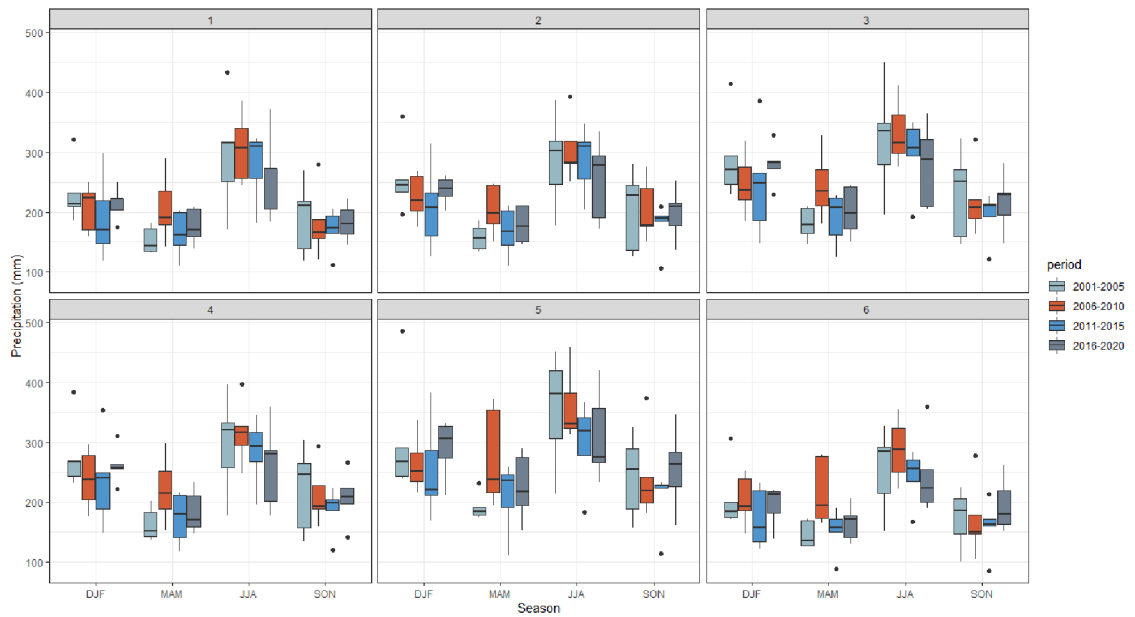 1 2 3
500
400
300
200
100
Precipitation (mm)
4 5 6
500
400
300
200
100
DJF MAM JJA SON DJF MAM JJA SON DJF MAM JJA SON
Season
period
2001-2005
2006-2010
2011-2015
2016-2020